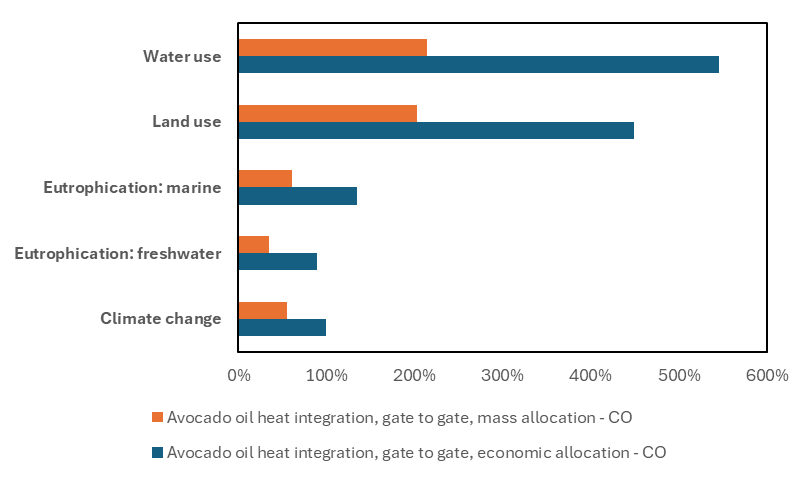 Water use
Land use
Eutrophication: marine
Eutrophication: freshwater
Climate change
0% 100% 200% 300% 400% 500% 600%
Avocado oil heat integration, gate to gate, mass allocation - CO
Avocado oil heat integration, gate to gate, economic allocation - CO